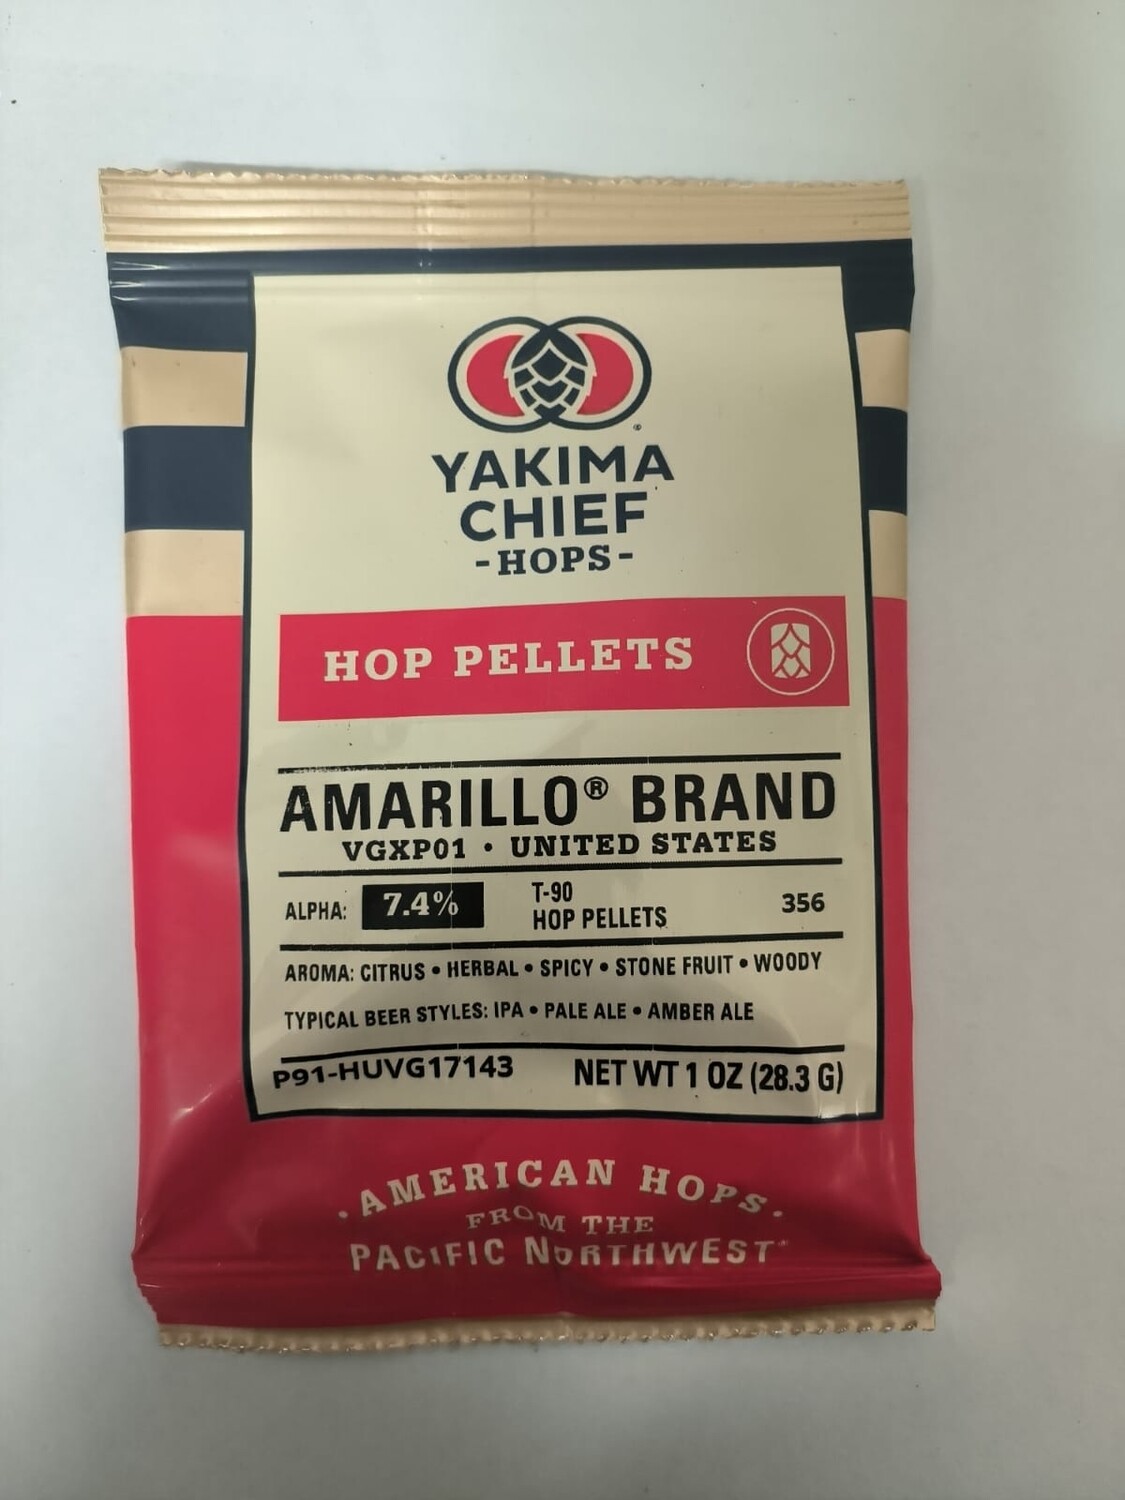 YAKIMA
CHIEF
-HOPS-
HOP PELLETS
AMARILLO® BRAND
VGXP01 • UNITED STATES
ALPHA: 7.4% T-90 HOP PELLETS 356
AROMA: CITRUS • HERBAL • SPICY • STONE FRUIT • WOODY
TYPICAL BEER STYLES: IPA • PALE ALE • AMBER ALE
P91-HUVG17143 NET WT 1 OZ (28.3 G)
·AMERICAN HOPS·
FROM THE
PACIFIC NORTHWEST